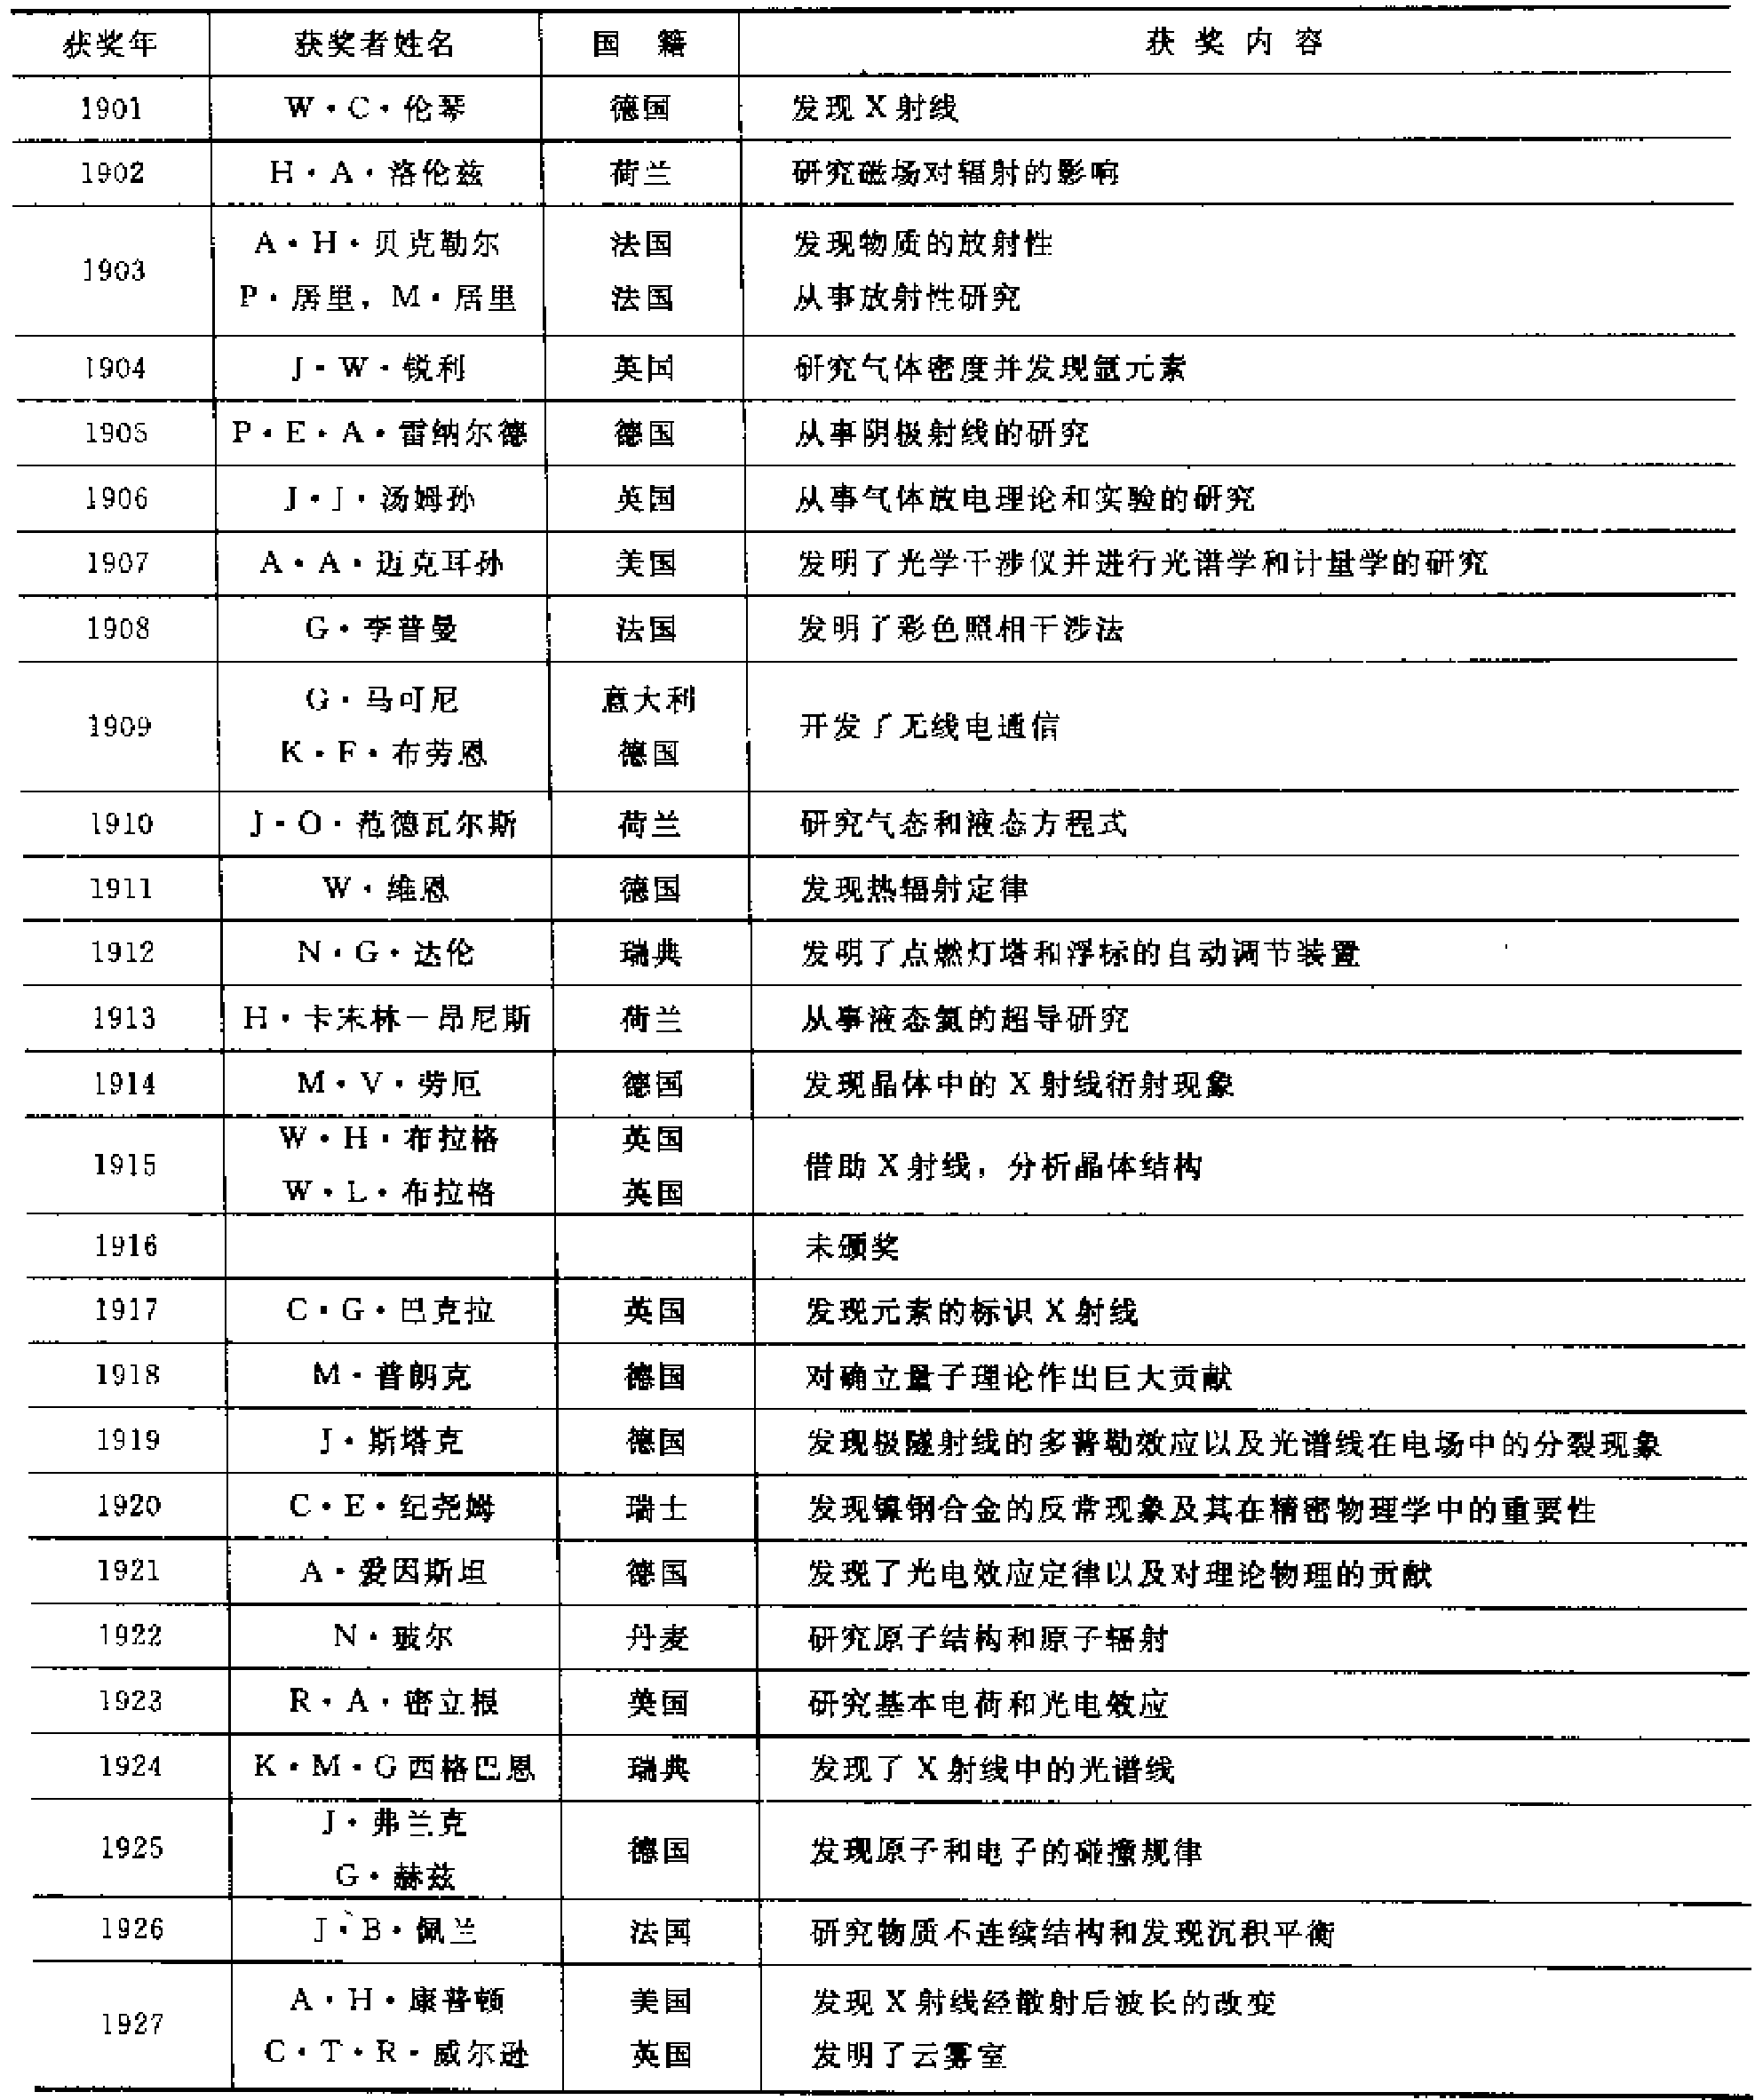 获奖年 获奖者姓名 国籍 获奖内容
1901 W·C·伦琴 德国 发现 X 射线
1902 H·A·洛伦兹 荷兰 研究磁场对辐射的影响
1903 A·H·贝克勒尔 法国 发现物质的放射性
P·居里，M·居里 法国 从事放射性研究
1904 J·W·锐利 英国 研究气体密度并发现氩元素
1905 P·E·A·雷纳尔德 德国 从事阴极射线的研究
1906 J·J·汤姆孙 英国 从事气体放电理论和实验的研究
1907 A·A·迈克耳孙 美国 发明了光学干涉仪并进行光谱学和计量学的研究
1908 G·李普曼 法国 发明了彩色照相干涉法
1909 G·马可尼 意大利 开发了无线电通信
K·F·布劳恩 德国
1910 J·O·范德瓦尔斯 荷兰 研究气态和液态方程式
1911 W·维恩 德国 发现热辐射定律
1912 N·G·达伦 瑞典 发明了点燃灯塔和浮标的自动调节装置
1913 H·卡末林－昂尼斯 荷兰 从事液态氦的超导研究
1914 M·V·劳厄 德国 发现晶体中的 X 射线衍射现象
1915 W·H·布拉格 英国 借助 X 射线，分析晶体结构
W·L·布拉格 英国
1916 未颁奖
1917 C·G·巴克拉 英国 发现元素的标识 X 射线
1918 M·普朗克 德国 对确立量子理论作出巨大贡献
1919 J·斯塔克 德国 发现极隧射线的多普勒效应以及光谱线在电场中的分裂现象
1920 C·E·纪尧姆 瑞士 发现镍钢合金的反常现象及其在精密物理学中的重要性
1921 A·爱因斯坦 德国 发现了光电效应定律以及对理论物理的贡献
1922 N·玻尔 丹麦 研究原子结构和原子辐射
1923 R·A·密立根 美国 研究基本电荷和光电效应
1924 K·M·G西格巴恩 瑞典 发现了 X 射线中的光谱线
1925 J·弗兰克 德国 发现原子和电子的碰撞规律
G·赫兹
1926 J·B·佩兰 法国 研究物质不连续结构和发现沉积平衡
1927 A·H·康普顿 美国 发现 X 射线经散射后波长的改变
C·T·R·威尔逊 英国 发明了云雾室